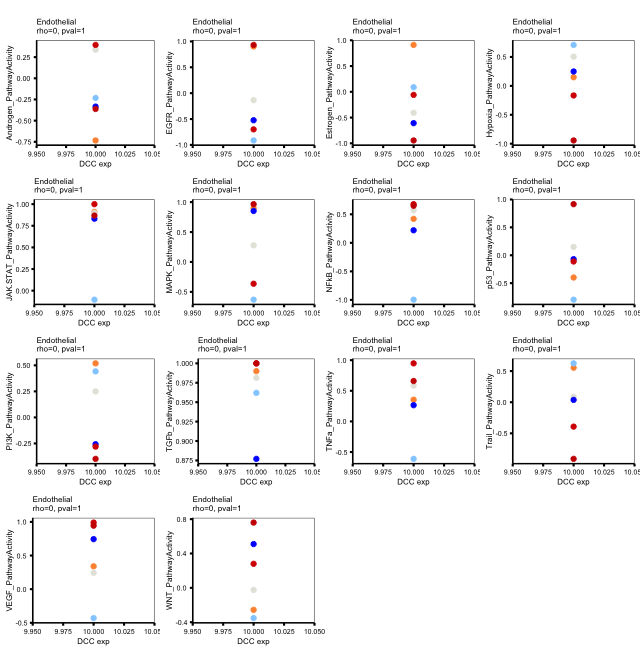 Endothelial
rho=0, pval=1
Androgen_PathwayActivity
0.25
0.00
-0.25
-0.50
-0.75
9.950 9.975 10.000 10.025 10.05
DCC exp
Endothelial
rho=0, pval=1
EGFR_PathwayActivity
1.0
0.5
0.0
-0.5
-1.0
9.950 9.975 10.000 10.025 10.05
DCC exp
Endothelial
rho=0, pval=1
Estrogen_PathwayActivity
1.0
0.5
0.0
-0.5
-1.0
9.950 9.975 10.000 10.025 10.05
DCC exp
Endothelial
rho=0, pval=1
Hypoxia_PathwayActivity
0.5
0.0
-0.5
-1.0
9.950 9.975 10.000 10.025 10.05
DCC exp
Endothelial
rho=0, pval=1
JAK.STAT_PathwayActivity
1.00
0.75
0.50
0.25
0.00
9.950 9.975 10.000 10.025 10.05
DCC exp
Endothelial
rho=0, pval=1
MAPK_PathwayActivity
1.0
0.5
0.0
-0.5
9.950 9.975 10.000 10.025 10.05
DCC exp
Endothelial
rho=0, pval=1
NFkB_PathwayActivity
0.5
0.0
-0.5
-1.0
9.950 9.975 10.000 10.025 10.05
DCC exp
Endothelial
rho=0, pval=1
p53_PathwayActivity
0.5
0.0
-0.5
9.950 9.975 10.000 10.025 10.05
DCC exp
Endothelial
rho=0, pval=1
PI3K_PathwayActivity
0.50
0.25
0.00
-0.25
9.950 9.975 10.000 10.025 10.05
DCC exp
Endothelial
rho=0, pval=1
TGFb_PathwayActivity
1.000
0.975
0.950
0.925
0.900
0.875
9.950 9.975 10.000 10.025 10.05
DCC exp
Endothelial
rho=0, pval=1
TNFa_PathwayActivity
1.0
0.5
0.0
-0.5
9.950 9.975 10.000 10.025 10.05
DCC exp
Endothelial
rho=0, pval=1
Trail_PathwayActivity
0.5
0.0
-0.5
9.950 9.975 10.000 10.025 10.05
DCC exp
Endothelial
rho=0, pval=1
VEGF_PathwayActivity
1.0
0.5
0.0
-0.5
9.950 9.975 10.000 10.025 10.05
DCC exp
Endothelial
rho=0, pval=1
WNT_PathwayActivity
0.8
0.4
0.0
-0.4
9.950 9.975 10.000 10.025 10.050
DCC exp